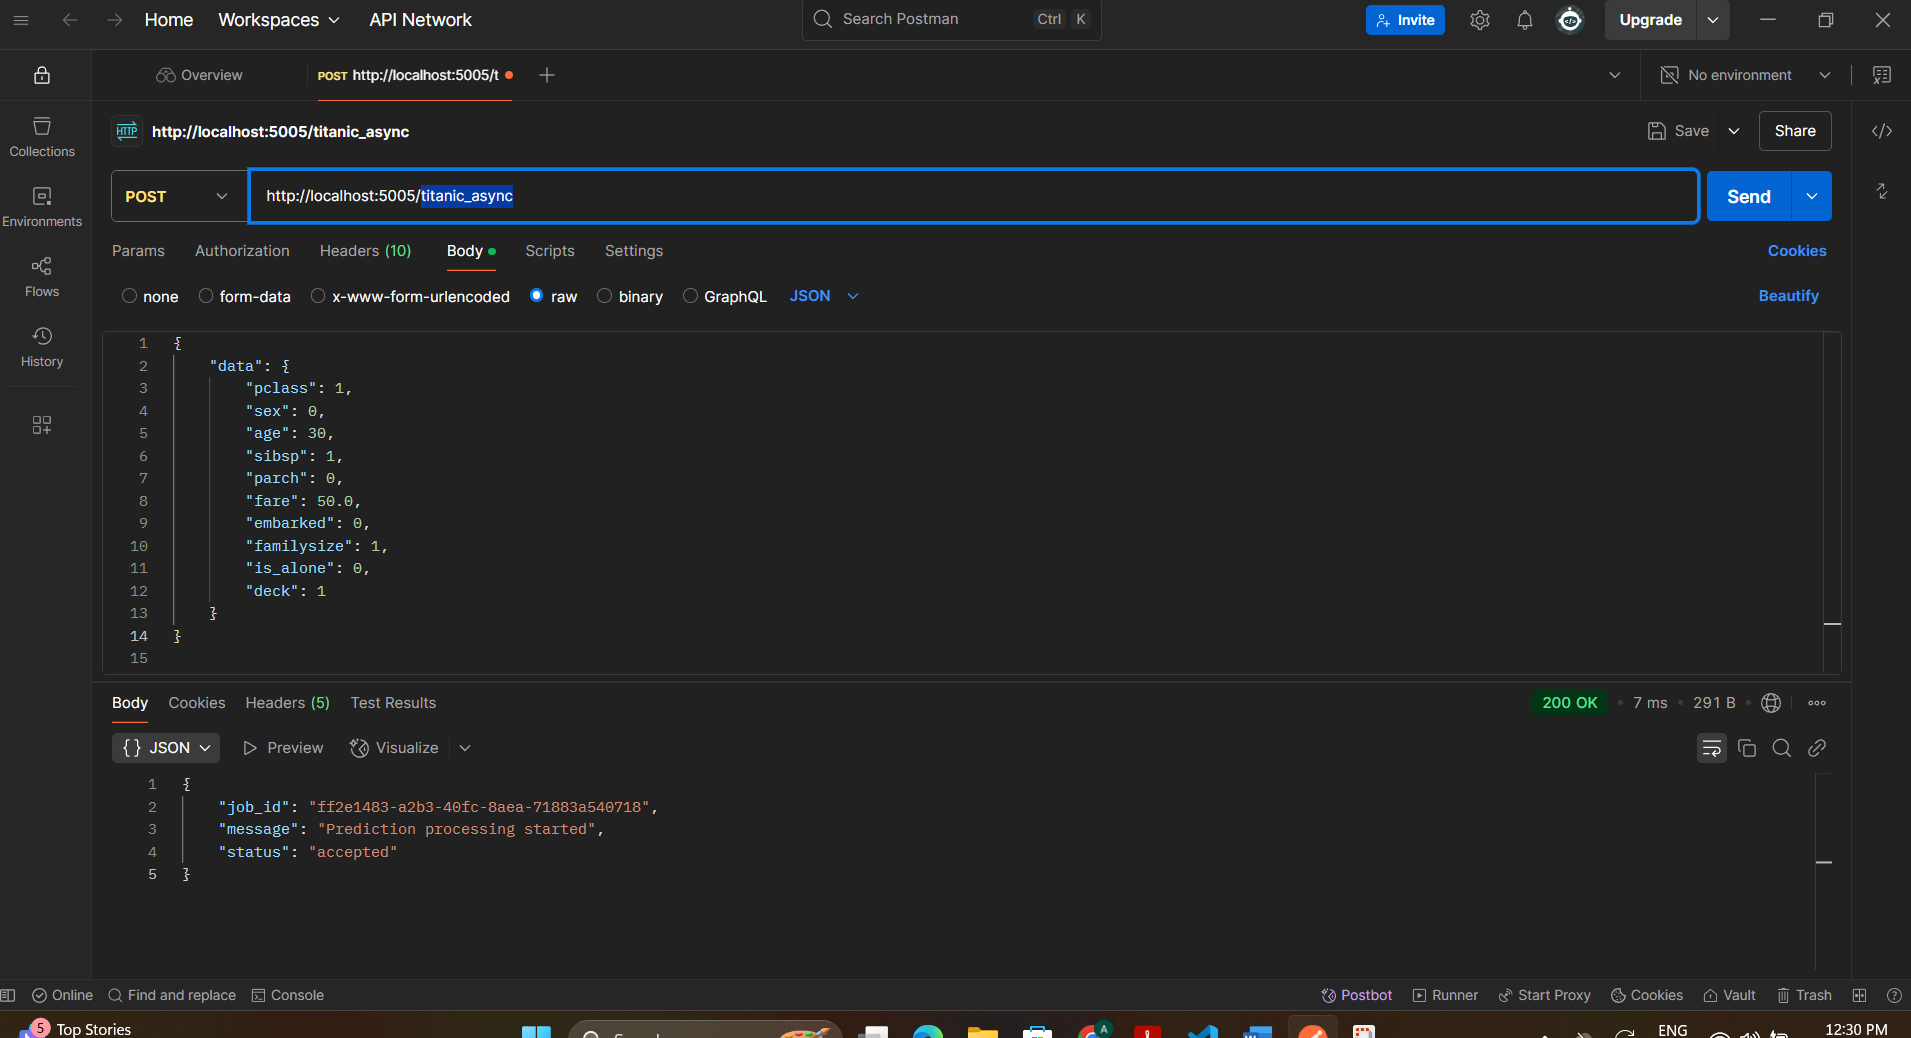 Home Workspaces API Network Search Postman Ctrl K Invite Upgrade
Overview POST http://localhost:5005/t No environment
HTTP http://localhost:5005/titanic_async Save Share
Collections
POST http://localhost:5005/titanic_async Send
Environments
Params Authorization Headers (10) Body Scripts Settings Cookies
Flows
none form-data x-www-form-urlencoded raw binary GraphQL JSON Beautify
History
1 {
2 "data": {
3 "pclass": 1,
4 "sex": 0,
5 "age": 30,
6 "sibsp": 1,
7 "parch": 0,
8 "fare": 50.0,
9 "embarked": 0,
10 "familysize": 1,
11 "is_alone": 0,
12 "deck": 1
13 }
14 }
15
Body Cookies Headers (5) Test Results 200 OK • 7 ms • 291 B •
{} JSON Preview Visualize
1 {
2 "job_id": "ff2e1483-a2b3-40fc-8aea-71883a540718",
3 "message": "Prediction processing started",
4 "status": "accepted"
5 }
Online Find and replace Console Postbot Runner Start Proxy Cookies Vault Trash
5 Top Stories A ENG 12:30 PM